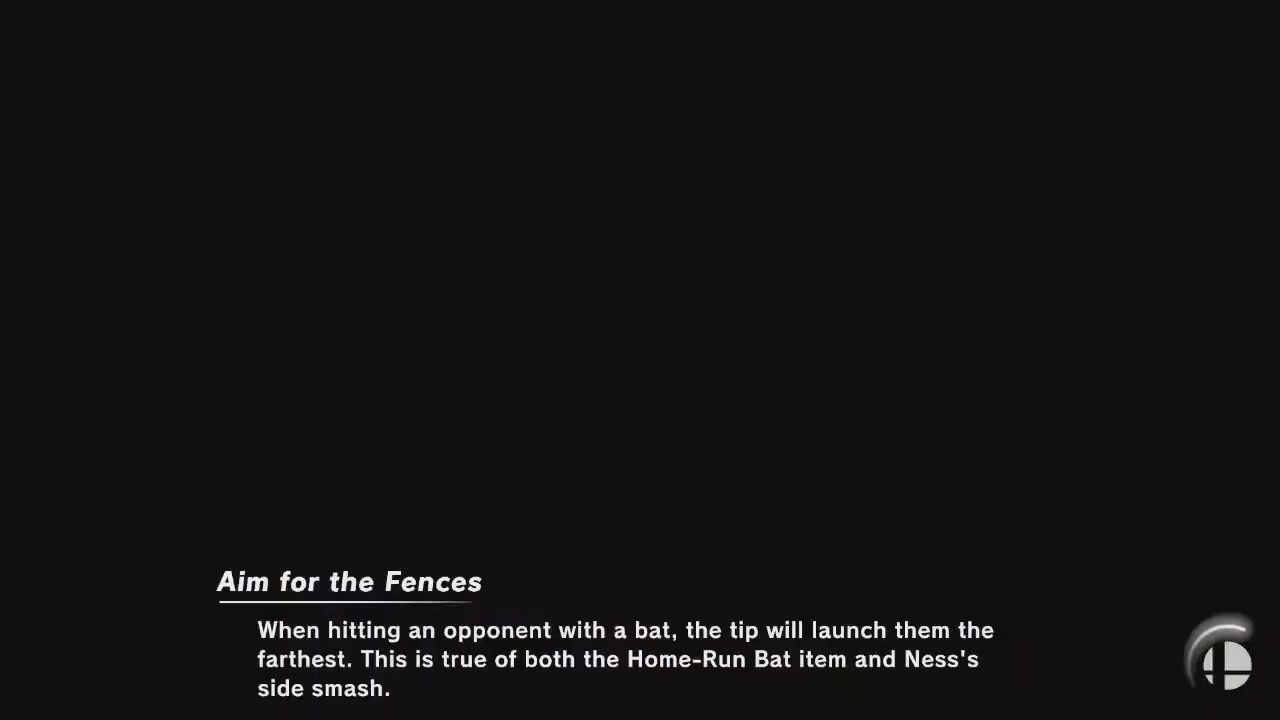 Aim for the Fences
When hitting an opponent with a bat, the tip will launch them the
farthest. This is true of both the Home-Run Bat item and Ness's
side smash.